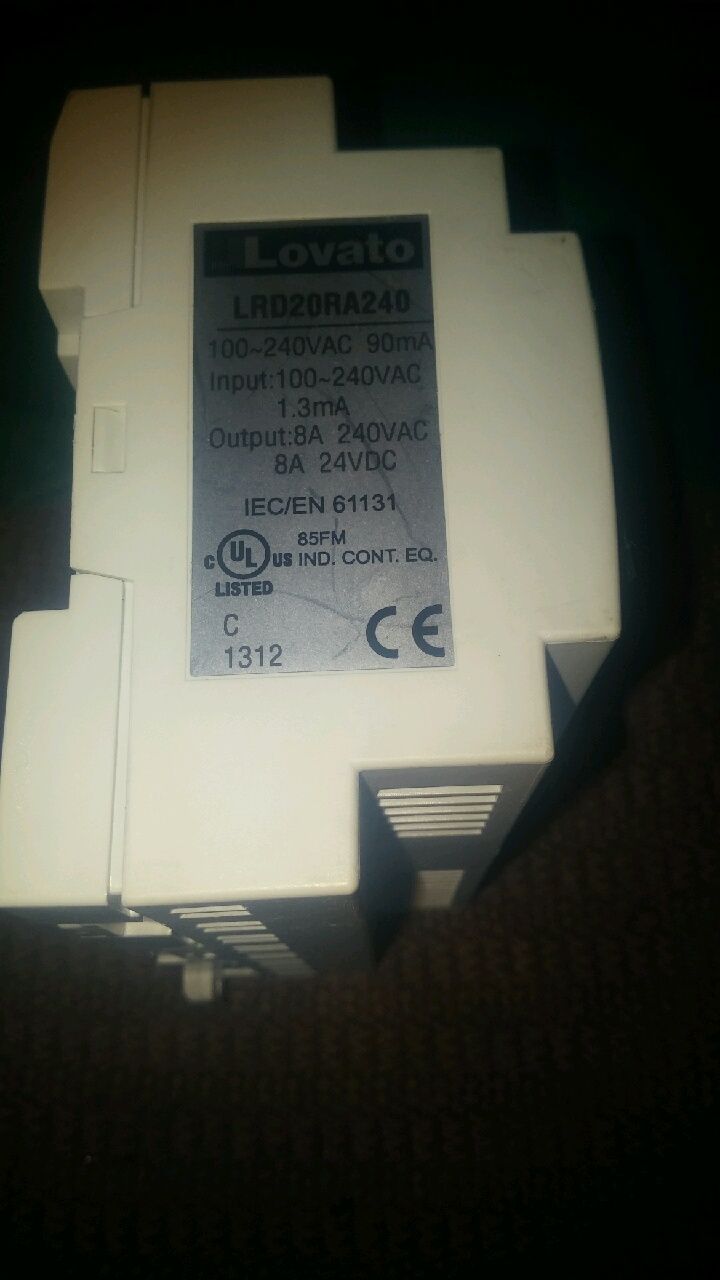 Lovato
LRD20RA240
100~240VAC 90mA
Input:100~240VAC
1.3mA
Output:8A 240VAC
8A 24VDC
IEC/EN 61131
85FM
c UL US IND. CONT. EQ.
LISTED
C
1312
CE